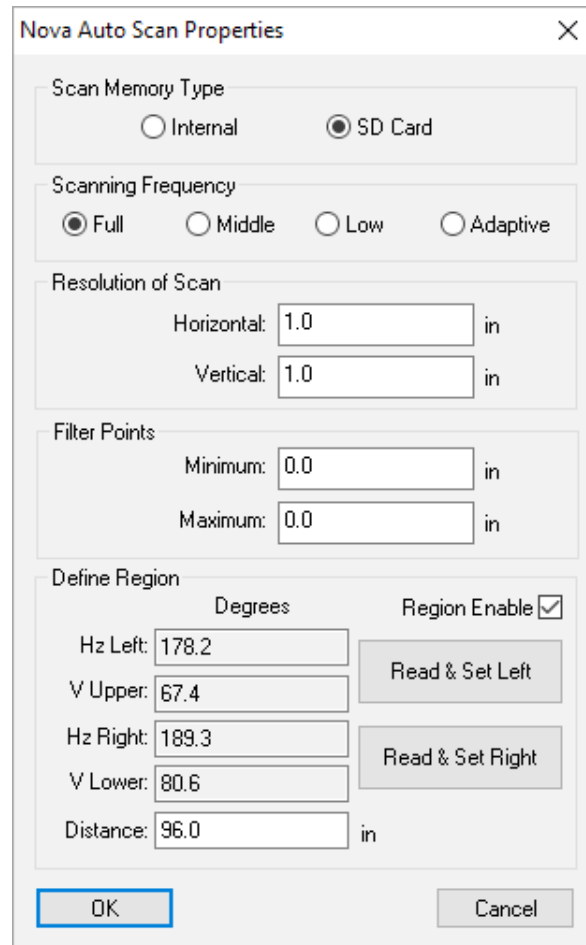 Nova Auto Scan Properties
Scan Memory Type
Internal SD Card
Scanning Frequency
Full Middle Low Adaptive
Resolution of Scan
Horizontal: 1.0 in
Vertical: 1.0 in
Filter Points
Minimum: 0.0 in
Maximum: 0.0 in
Define Region
Degrees Region Enable
Hz Left: 178.2
Read & Set Left
V Upper: 67.4
Hz Right: 189.3
Read & Set Right
V Lower: 80.6
Distance: 96.0 in
OK Cancel